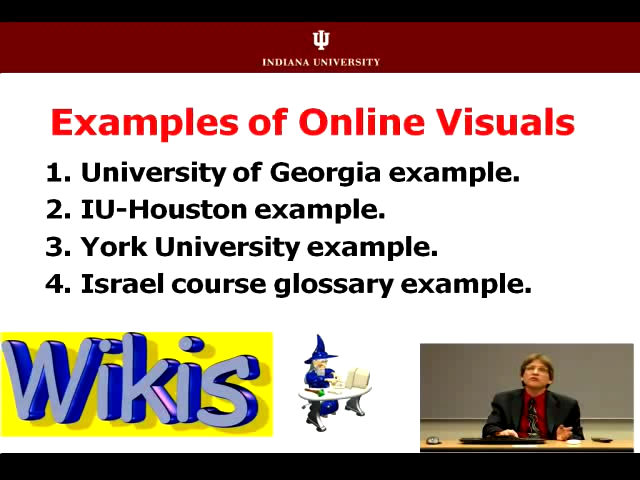 INDIANA UNIVERSITY
Examples of Online Visuals
1. University of Georgia example.
2. IU-Houston example.
3. York University example.
4. Israel course glossary example.
Wikis